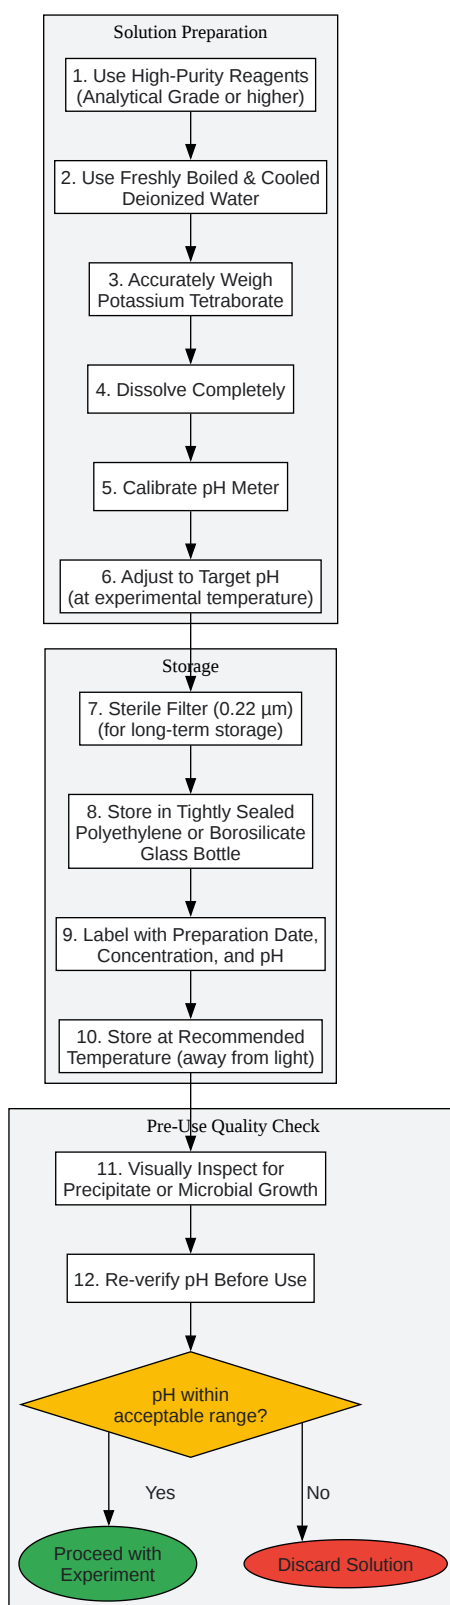 Solution Preparation
1. Use High-Purity Reagents
(Analytical Grade or higher)
2. Use Freshly Boiled & Cooled
Deionized Water
3. Accurately Weigh
Potassium Tetraborate
4. Dissolve Completely
5. Calibrate pH Meter
6. Adjust to Target pH
(at experimental temperature)
Storage
7. Sterile Filter (0.22 µm)
(for long-term storage)
8. Store in Tightly Sealed
Polyethylene or Borosilicate
Glass Bottle
9. Label with Preparation Date,
Concentration, and pH
10. Store at Recommended
Temperature (away from light)
Pre-Use Quality Check
11. Visually Inspect for
Precipitate or Microbial Growth
12. Re-verify pH Before Use
pH within
acceptable range?
Yes
No
Proceed with
Experiment
Discard Solution